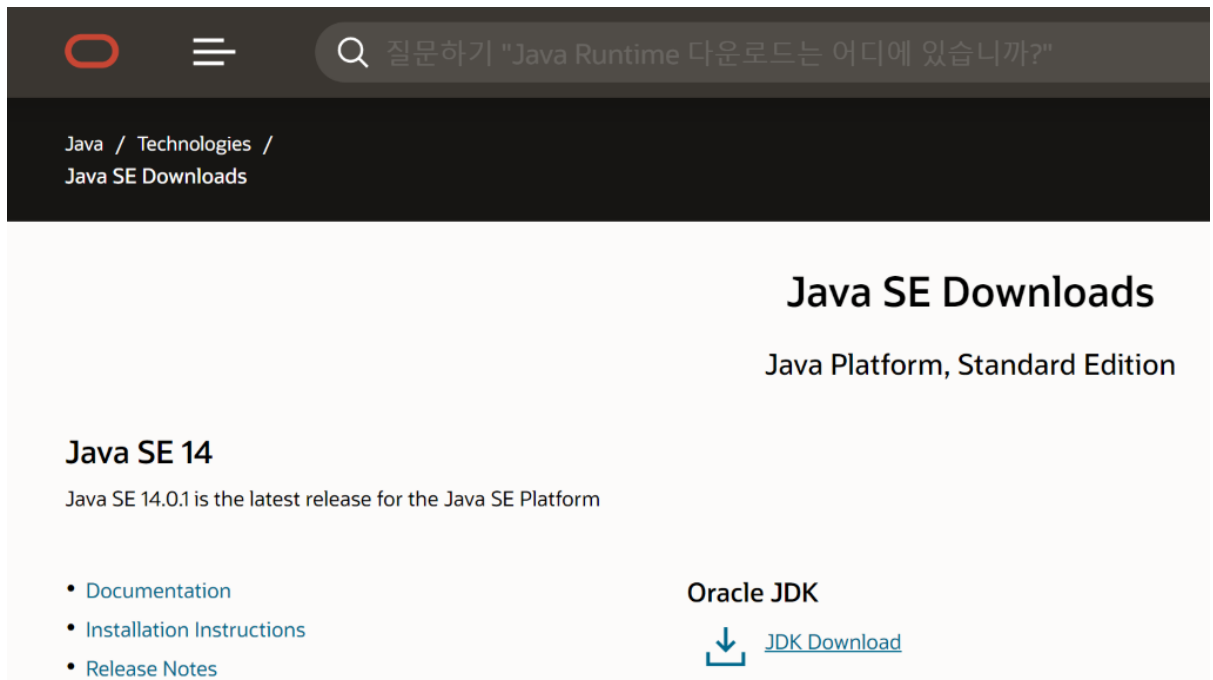 질문하기 "Java Runtime 다운로드는 어디에 있습니까?"
Java / Technologies /
Java SE Downloads
Java SE Downloads
Java Platform, Standard Edition
Java SE 14
Java SE 14.0.1 is the latest release for the Java SE Platform
• Documentation
• Installation Instructions
• Release Notes
Oracle JDK
JDK Download